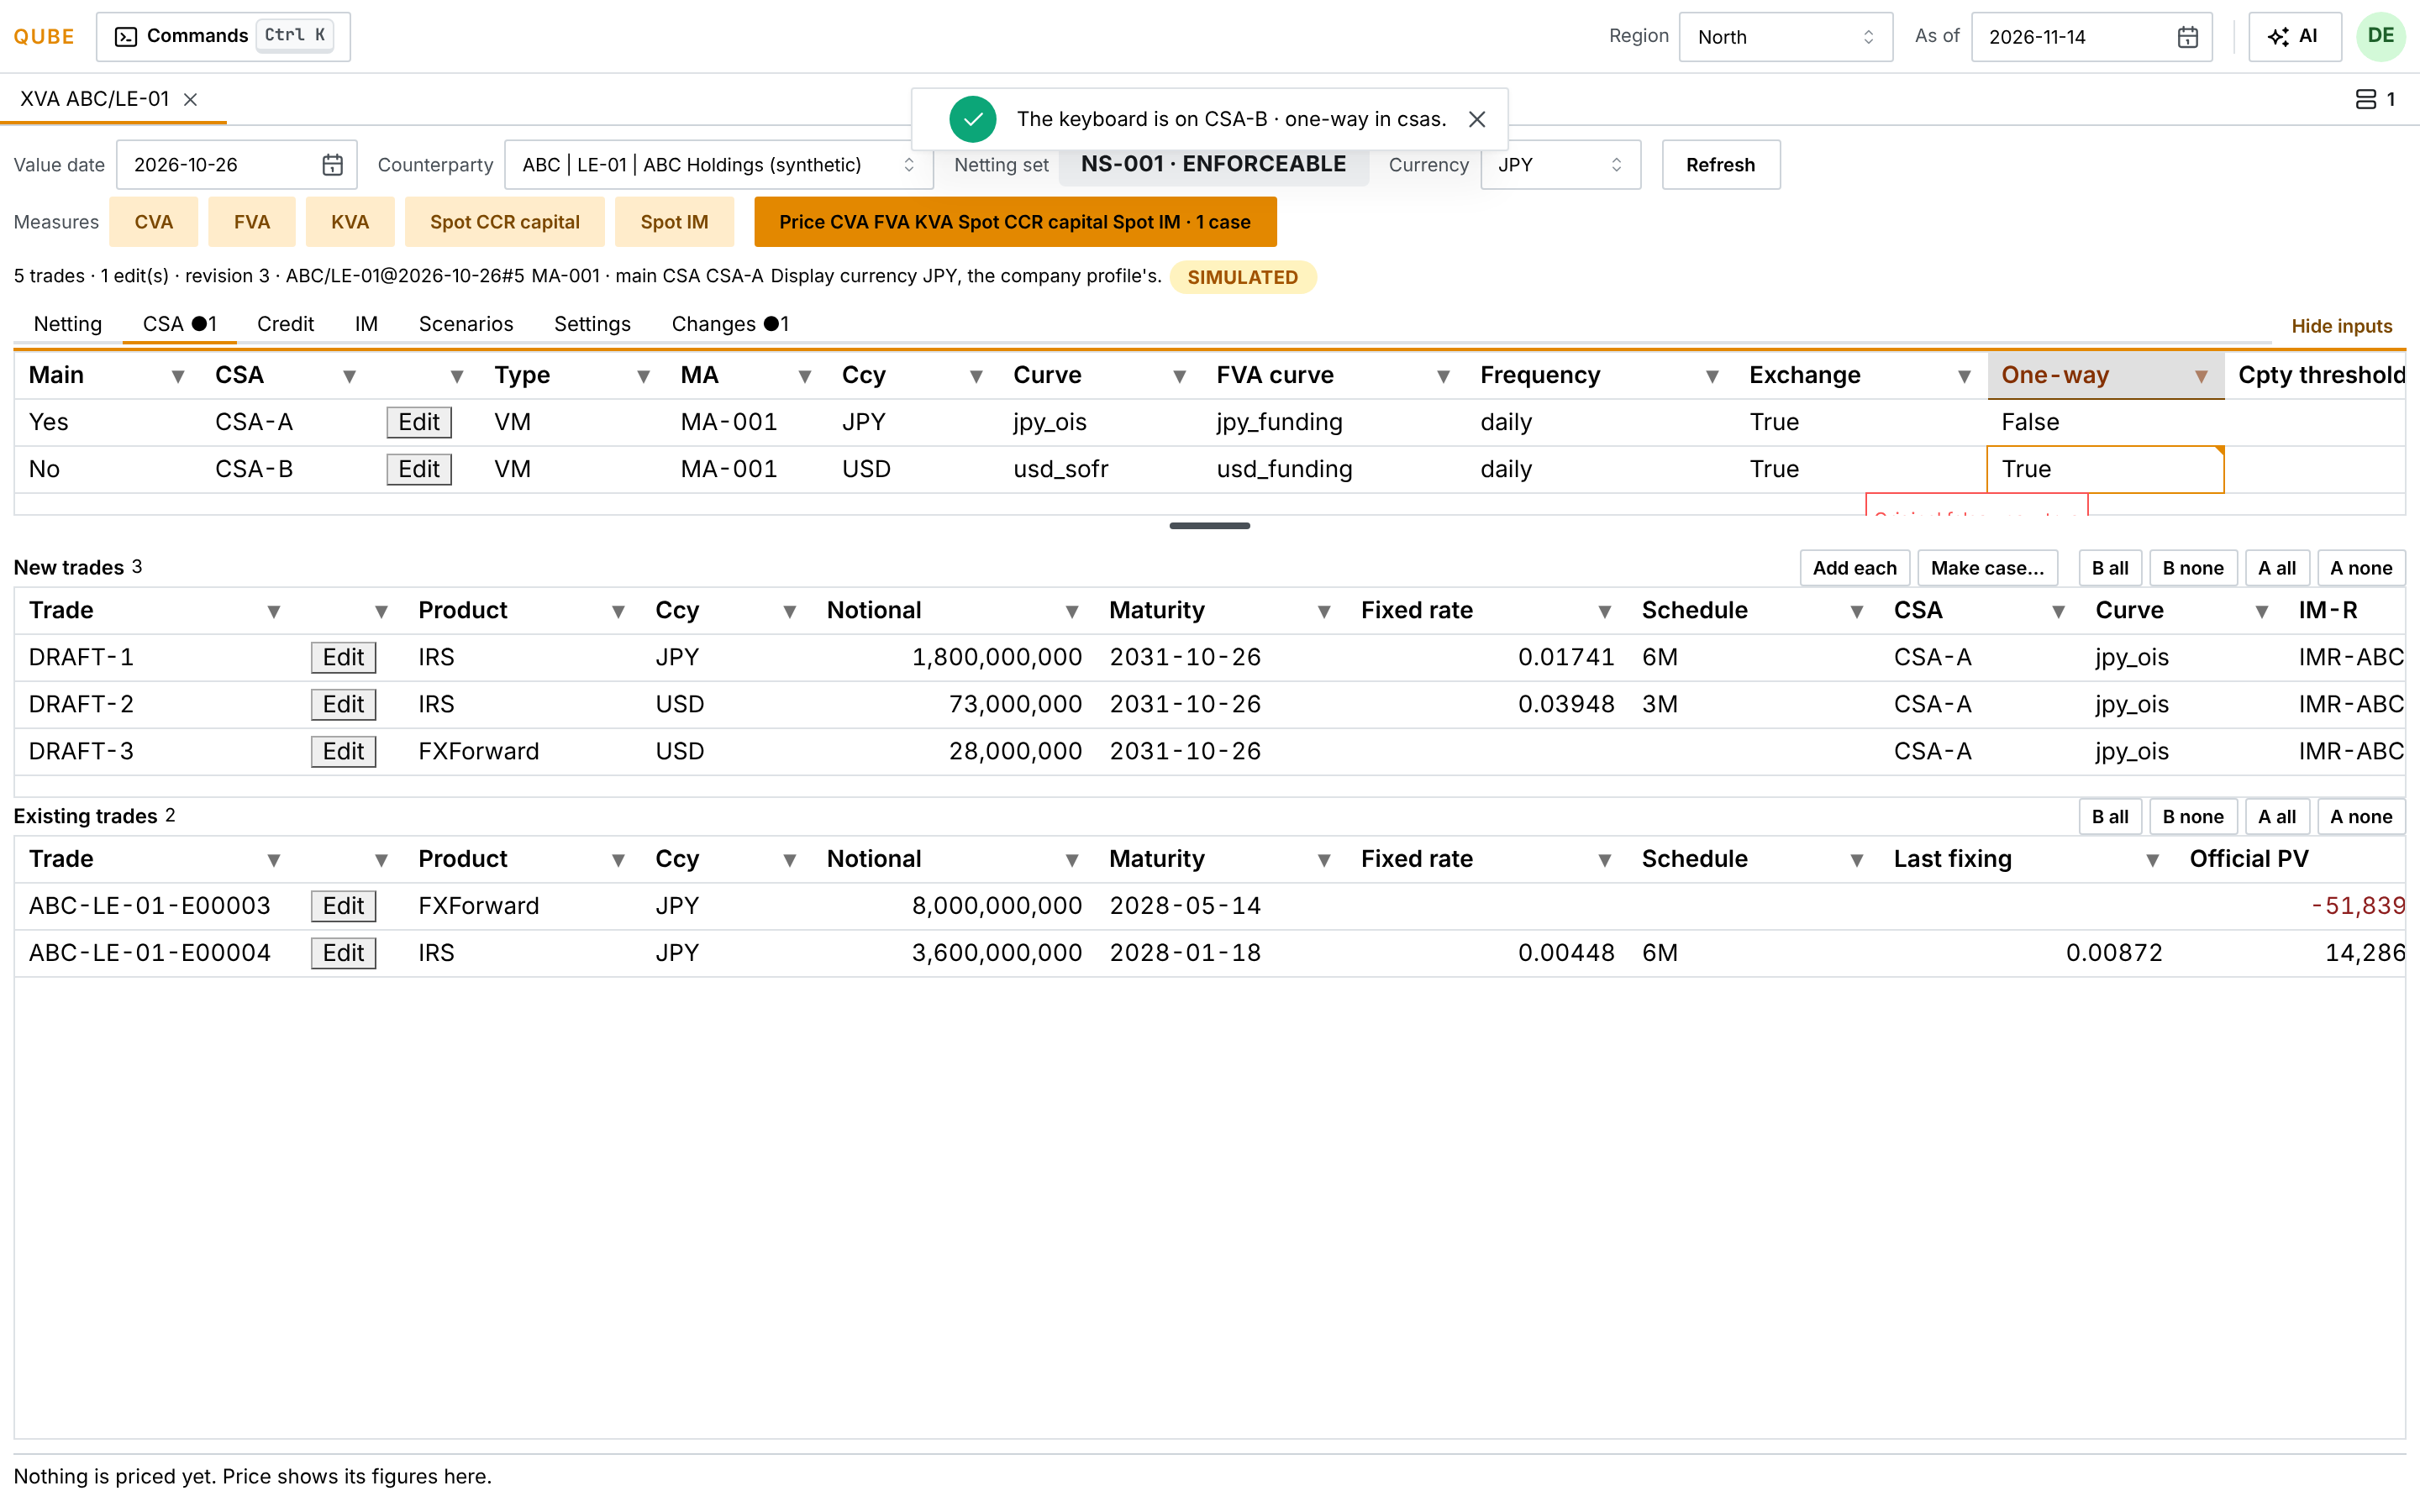 QUBE Commands Ctrl K Region North As of 2026-11-14 AI DE
XVA ABC/LE-01 1
The keyboard is on CSA-B · one-way in csas.
Value date 2026-10-26 Counterparty ABC | LE-01 | ABC Holdings (synthetic) Netting set NS-001 · ENFORCEABLE Currency JPY Refresh
Measures CVA FVA KVA Spot CCR capital Spot IM Price CVA FVA KVA Spot CCR capital Spot IM · 1 case
5 trades · 1 edit(s) · revision 3 · ABC/LE-01@2026-10-26#5 MA-001 · main CSA CSA-A Display currency JPY, the company profile's. SIMULATED
Netting CSA ●1 Credit IM Scenarios Settings Changes ●1 Hide inputs
Main CSA Type MA Ccy Curve FVA curve Frequency Exchange One-way Cpty threshold
Yes CSA-A Edit VM MA-001 JPY jpy_ois jpy_funding daily True False
No CSA-B Edit VM MA-001 USD usd_sofr usd_funding daily True True
New trades 3 Add each Make case... B all B none A all A none
Trade Product Ccy Notional Maturity Fixed rate Schedule CSA Curve IM-R
DRAFT-1 Edit IRS JPY 1,800,000,000 2031-10-26 0.01741 6M CSA-A jpy_ois IMR-ABC
DRAFT-2 Edit IRS USD 73,000,000 2031-10-26 0.03948 3M CSA-A jpy_ois IMR-ABC
DRAFT-3 Edit FXForward USD 28,000,000 2031-10-26 CSA-A jpy_ois IMR-ABC
Existing trades 2 B all B none A all A none
Trade Product Ccy Notional Maturity Fixed rate Schedule Last fixing Official PV
ABC-LE-01-E00003 Edit FXForward JPY 8,000,000,000 2028-05-14 -51,839
ABC-LE-01-E00004 Edit IRS JPY 3,600,000,000 2028-01-18 0.00448 6M 0.00872 14,286
Nothing is priced yet. Price shows its figures here.